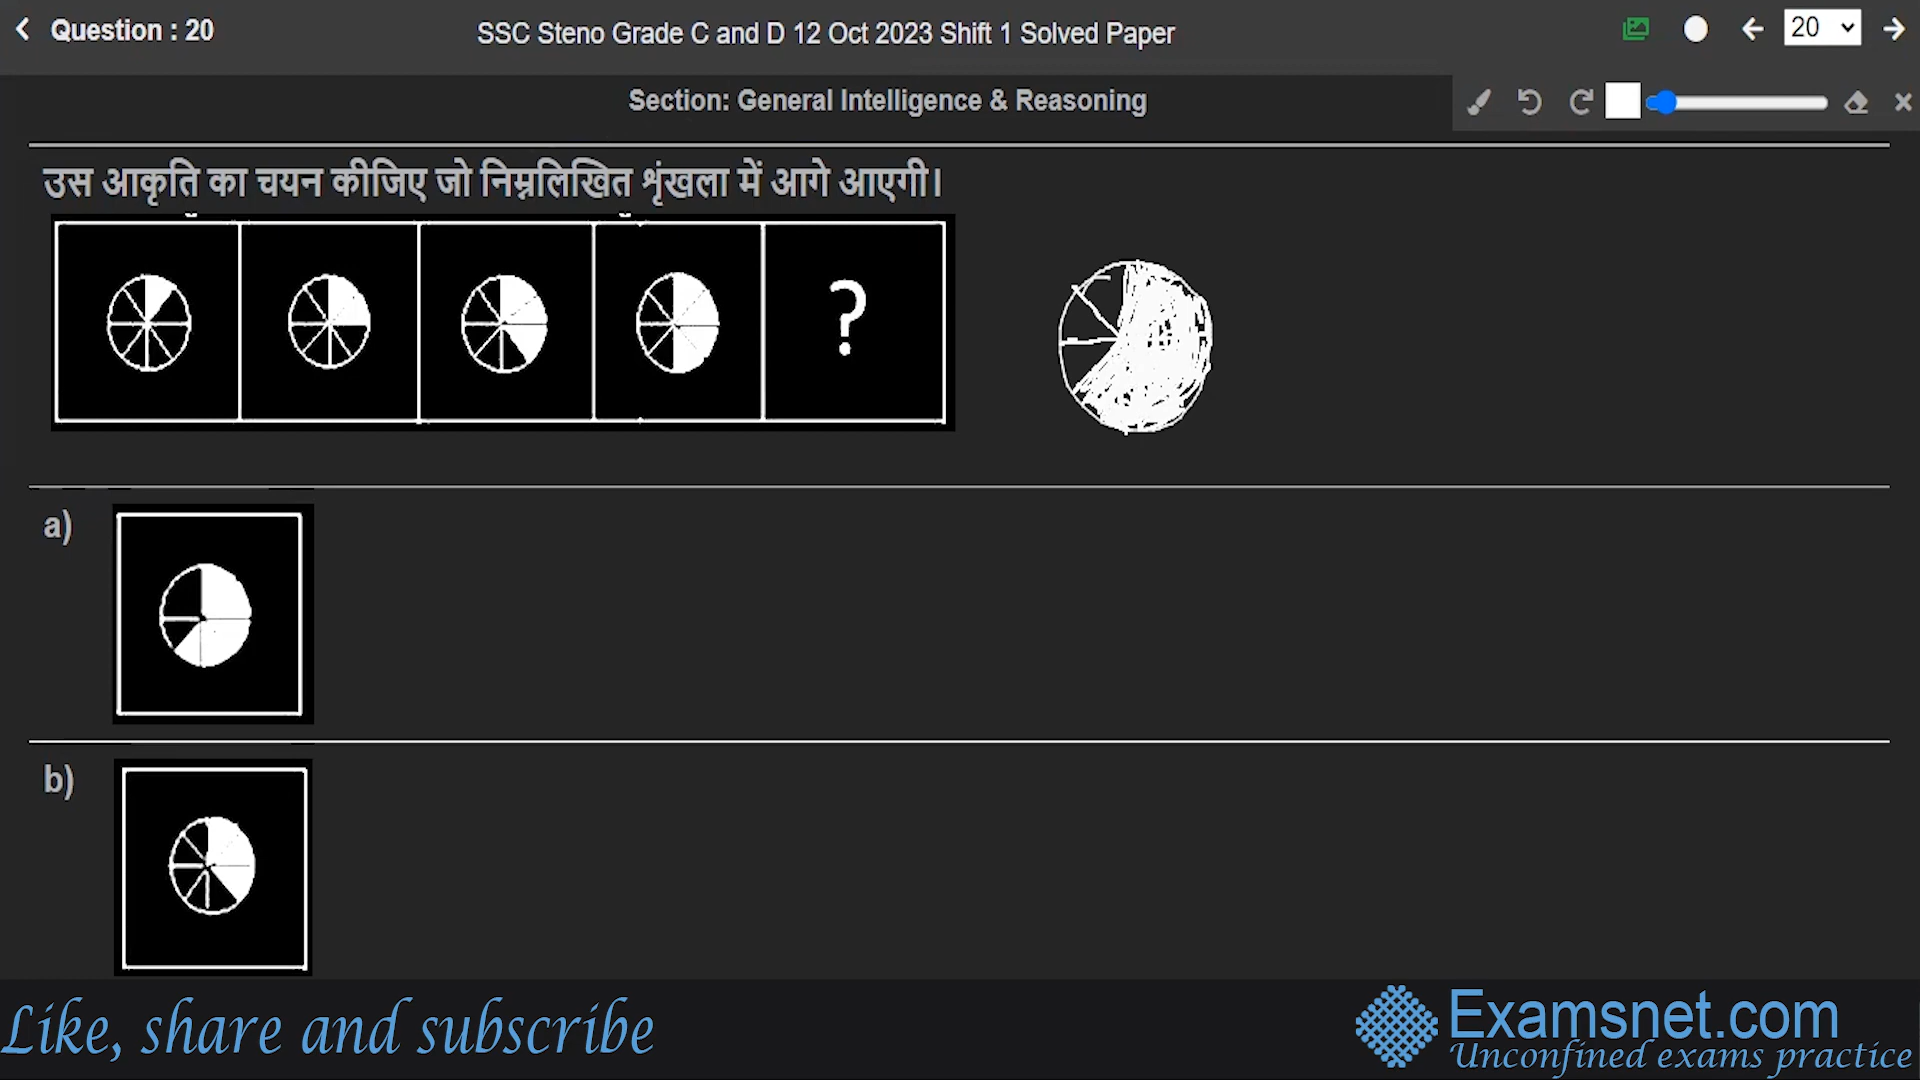 Question : 20
SSC Steno Grade C and D 12 Oct 2023 Shift 1 Solved Paper
20
Section: General Intelligence & Reasoning
उस आकृति का चयन कीजिए जो निम्नलिखित शृंखला में आगे आएगी।
?
a)
b)
Like, share and subscribe
Examsnet.com
Unconfined exams practice